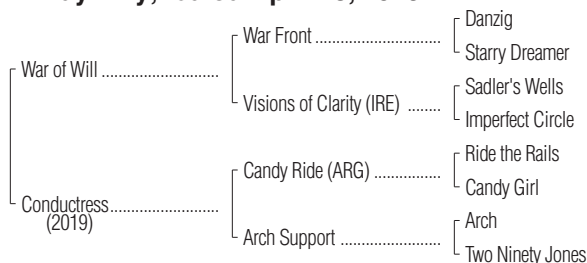 Danzig
War Front ........................................
Starry Dreamer
War of Will .....................................
Sadler's Wells
Visions of Clarity (IRE) ........
Imperfect Circle
Ride the Rails
Candy Ride (ARG) .................
Candy Girl
Conductress..................................
(2019)
Arch
Arch Support .........................
Two Ninety Jones